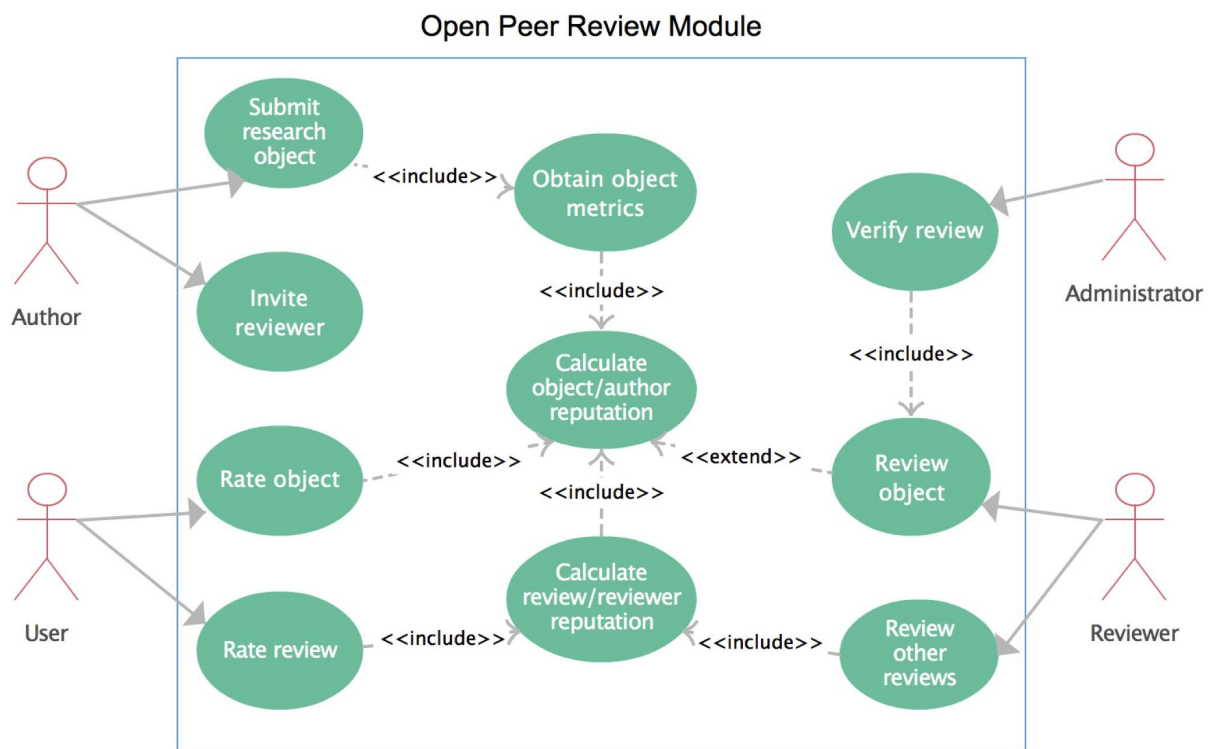 Open Peer Review Module
Submit
research
object
<<include>>
Obtain object
metrics
Verify review
Author
Invite
reviewer
<<include>>
Administrator
<<include>>
Calculate
object/author
reputation
Rate object
<<include>>
<<extend>>
Review
object
<<include>>
User
Calculate
review/reviewer
reputation
Rate review
<<include>>
<<include>>
Review
other
reviews
Reviewer